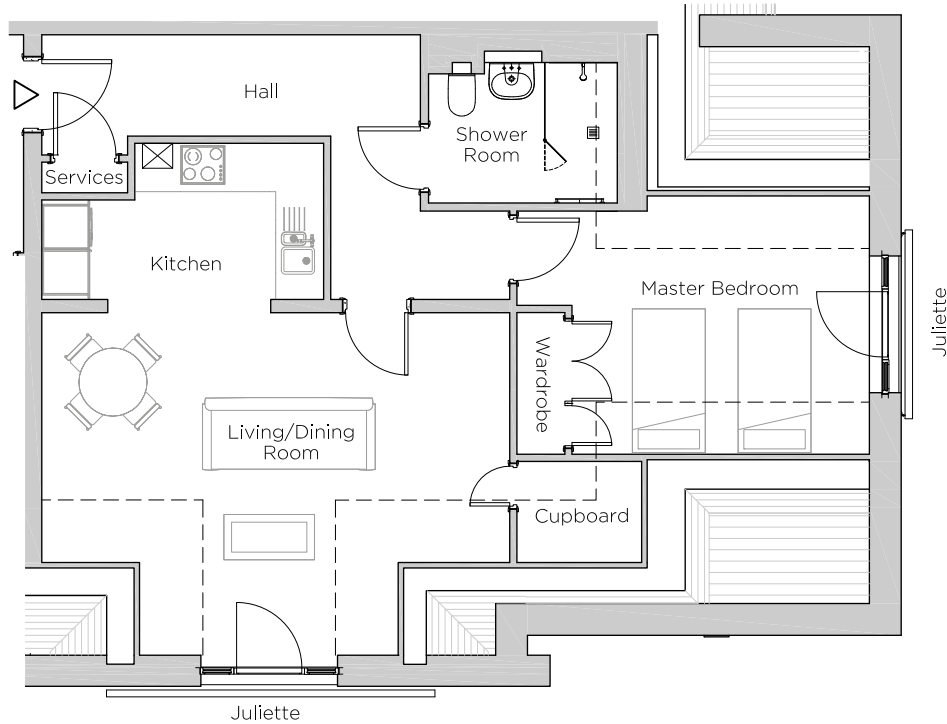 Hall
Shower
Room
Services
Kitchen
Master Bedroom
Juliette
Wardrobe
Living/Dining
Room
Cupboard
Juliette